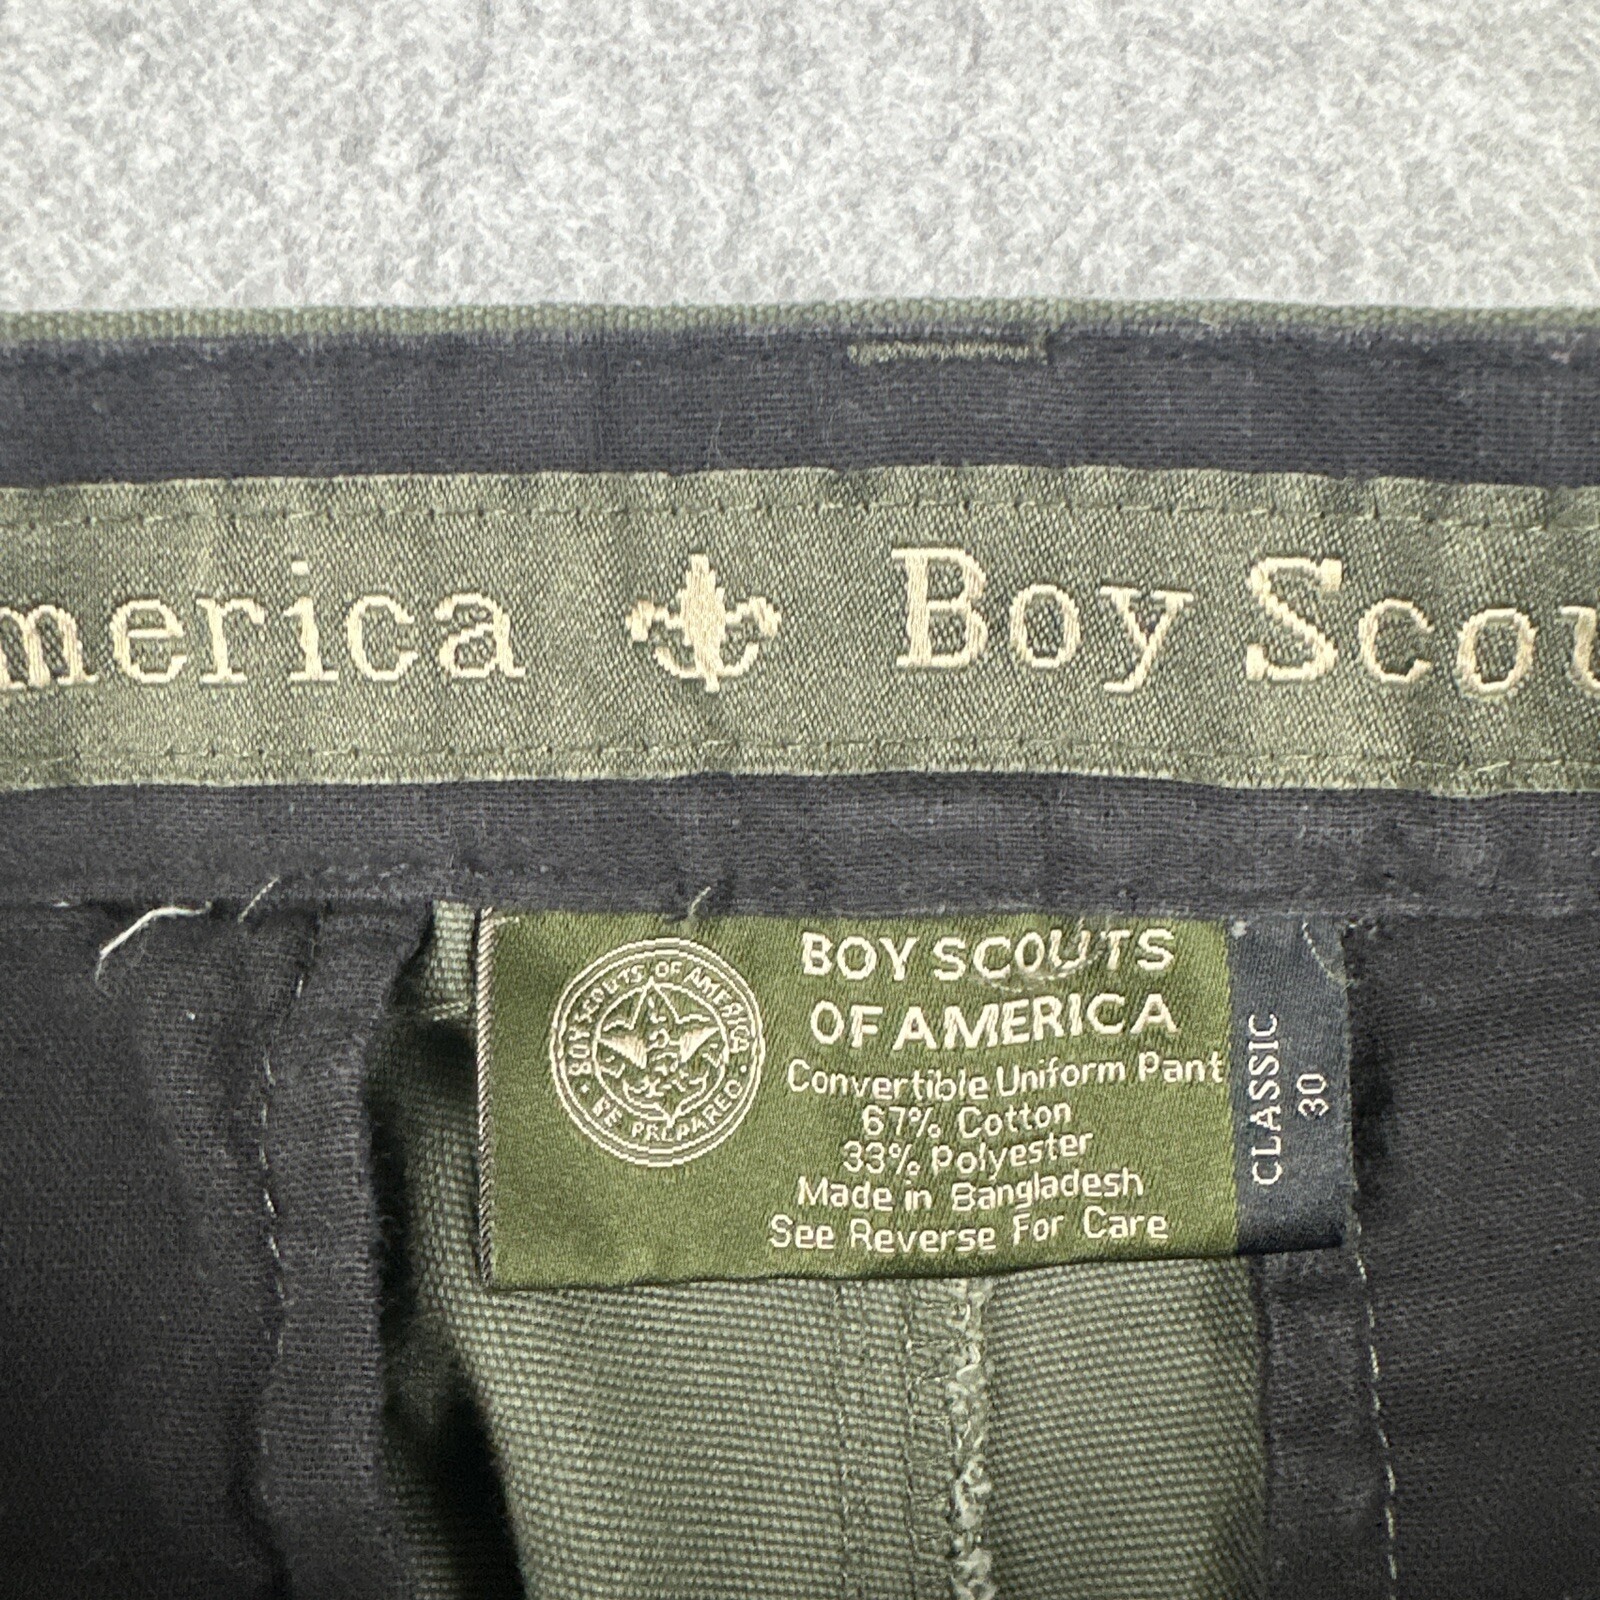 merica ⚜ Boy Scou
BOY SCOUTS OF AMERICA
BE PREPARED
BOY SCOUTS
OF AMERICA
Convertible Uniform Pant
67% Cotton
33% Polyester
Made in Bangladesh
See Reverse For Care
CLASSIC
30